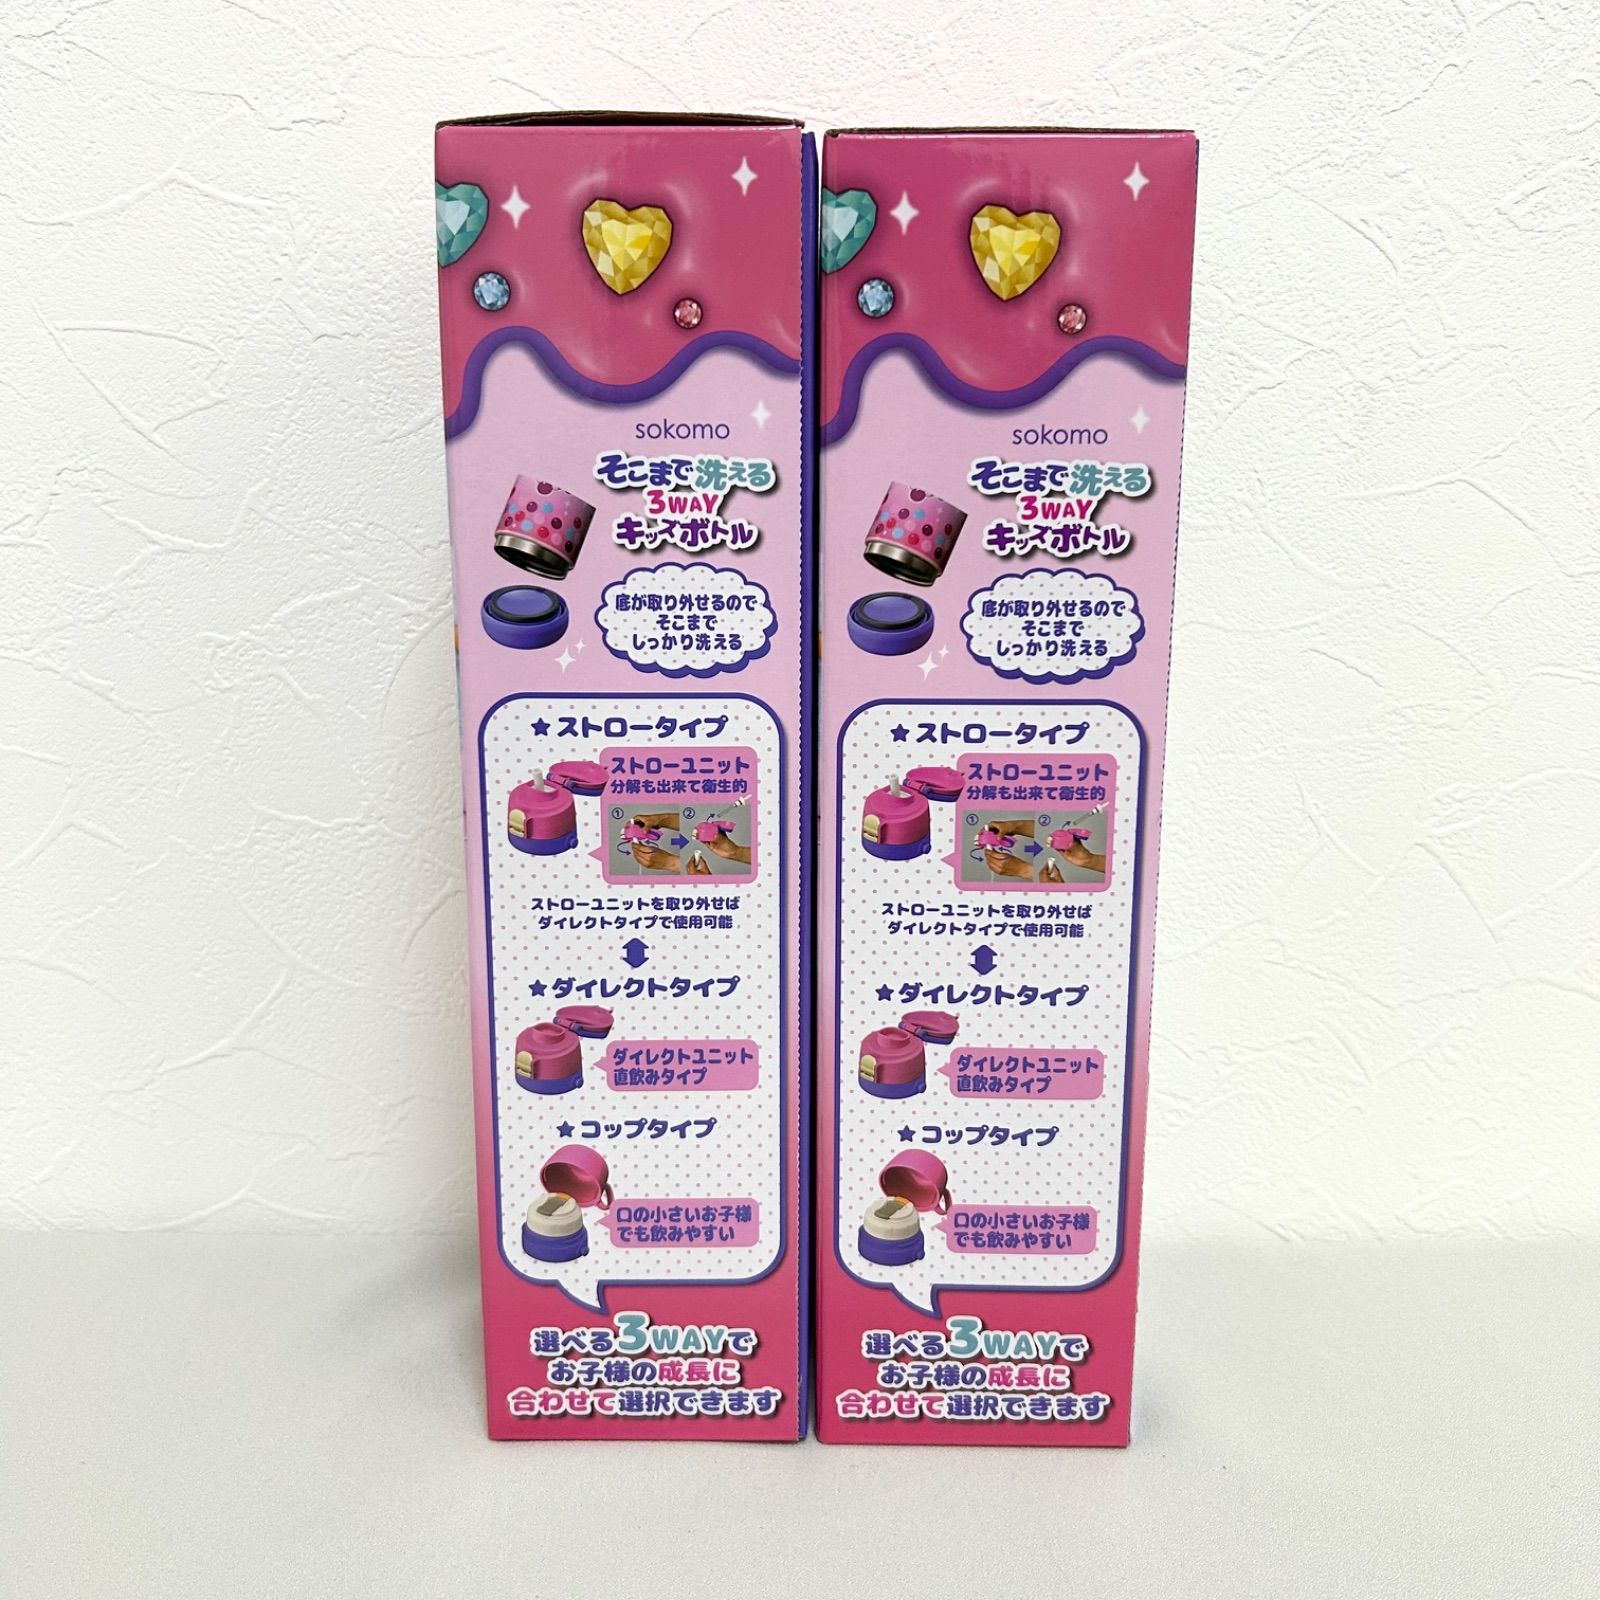 sokomo
そこまで洗える
3WAY
キッズボトル
底が取り外せるので
そこまで
しっかり洗える
★ストロータイプ
ストローユニット
分解も出来て衛生的
① ②
ストローユニットを取り外せば
ダイレクトタイプで使用可能
★ダイレクトタイプ
ダイレクトユニット
直飲みタイプ
★コップタイプ
口の小さいお子様
でも飲みやすい
選べる3WAYで
お子様の成長に
合わせて選択できます
sokomo
そこまで洗える
3WAY
キッズボトル
底が取り外せるので
そこまで
しっかり洗える
★ストロータイプ
ストローユニット
分解も出来て衛生的
① ②
ストローユニットを取り外せば
ダイレクトタイプで使用可能
★ダイレクトタイプ
ダイレクトユニット
直飲みタイプ
★コップタイプ
口の小さいお子様
でも飲みやすい
選べる3WAYで
お子様の成長に
合わせて選択できます